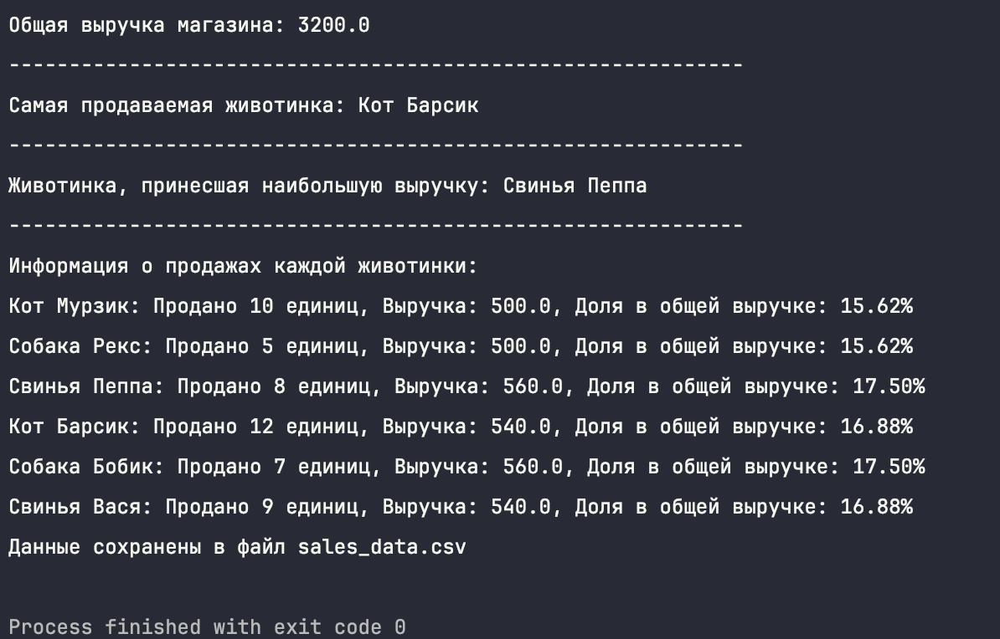 Общая выручка магазина: 3200.0
-------------------------------------------------------------
Самая продаваемая животинка: Кот Барсик
-------------------------------------------------------------
Животинка, принесшая наибольшую выручку: Свинья Пеппа
-------------------------------------------------------------
Информация о продажах каждой животинки:
Кот Мурзик: Продано 10 единиц, Выручка: 500.0, Доля в общей выручке: 15.62%
Собака Рекс: Продано 5 единиц, Выручка: 500.0, Доля в общей выручке: 15.62%
Свинья Пеппа: Продано 8 единиц, Выручка: 560.0, Доля в общей выручке: 17.50%
Кот Барсик: Продано 12 единиц, Выручка: 540.0, Доля в общей выручке: 16.88%
Собака Бобик: Продано 7 единиц, Выручка: 560.0, Доля в общей выручке: 17.50%
Свинья Вася: Продано 9 единиц, Выручка: 540.0, Доля в общей выручке: 16.88%
Данные сохранены в файл sales_data.csv
Process finished with exit code 0